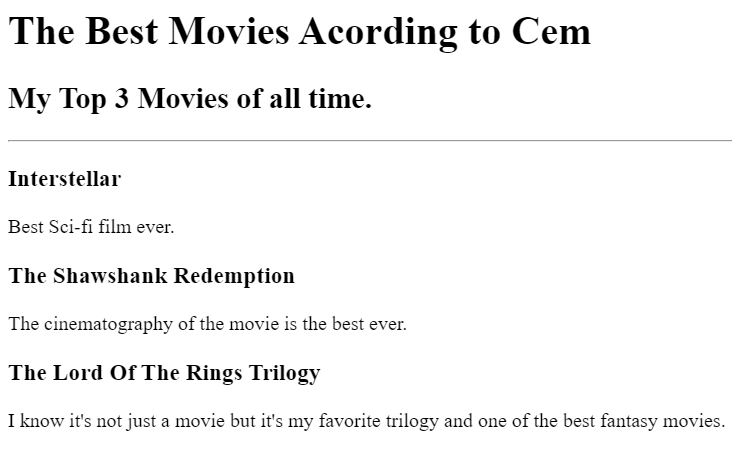 The Best Movies Acording to Cem
My Top 3 Movies of all time.
Interstellar
Best Sci-fi film ever.
The Shawshank Redemption
The cinematography of the movie is the best ever.
The Lord Of The Rings Trilogy
I know it's not just a movie but it's my favorite trilogy and one of the best fantasy movies.